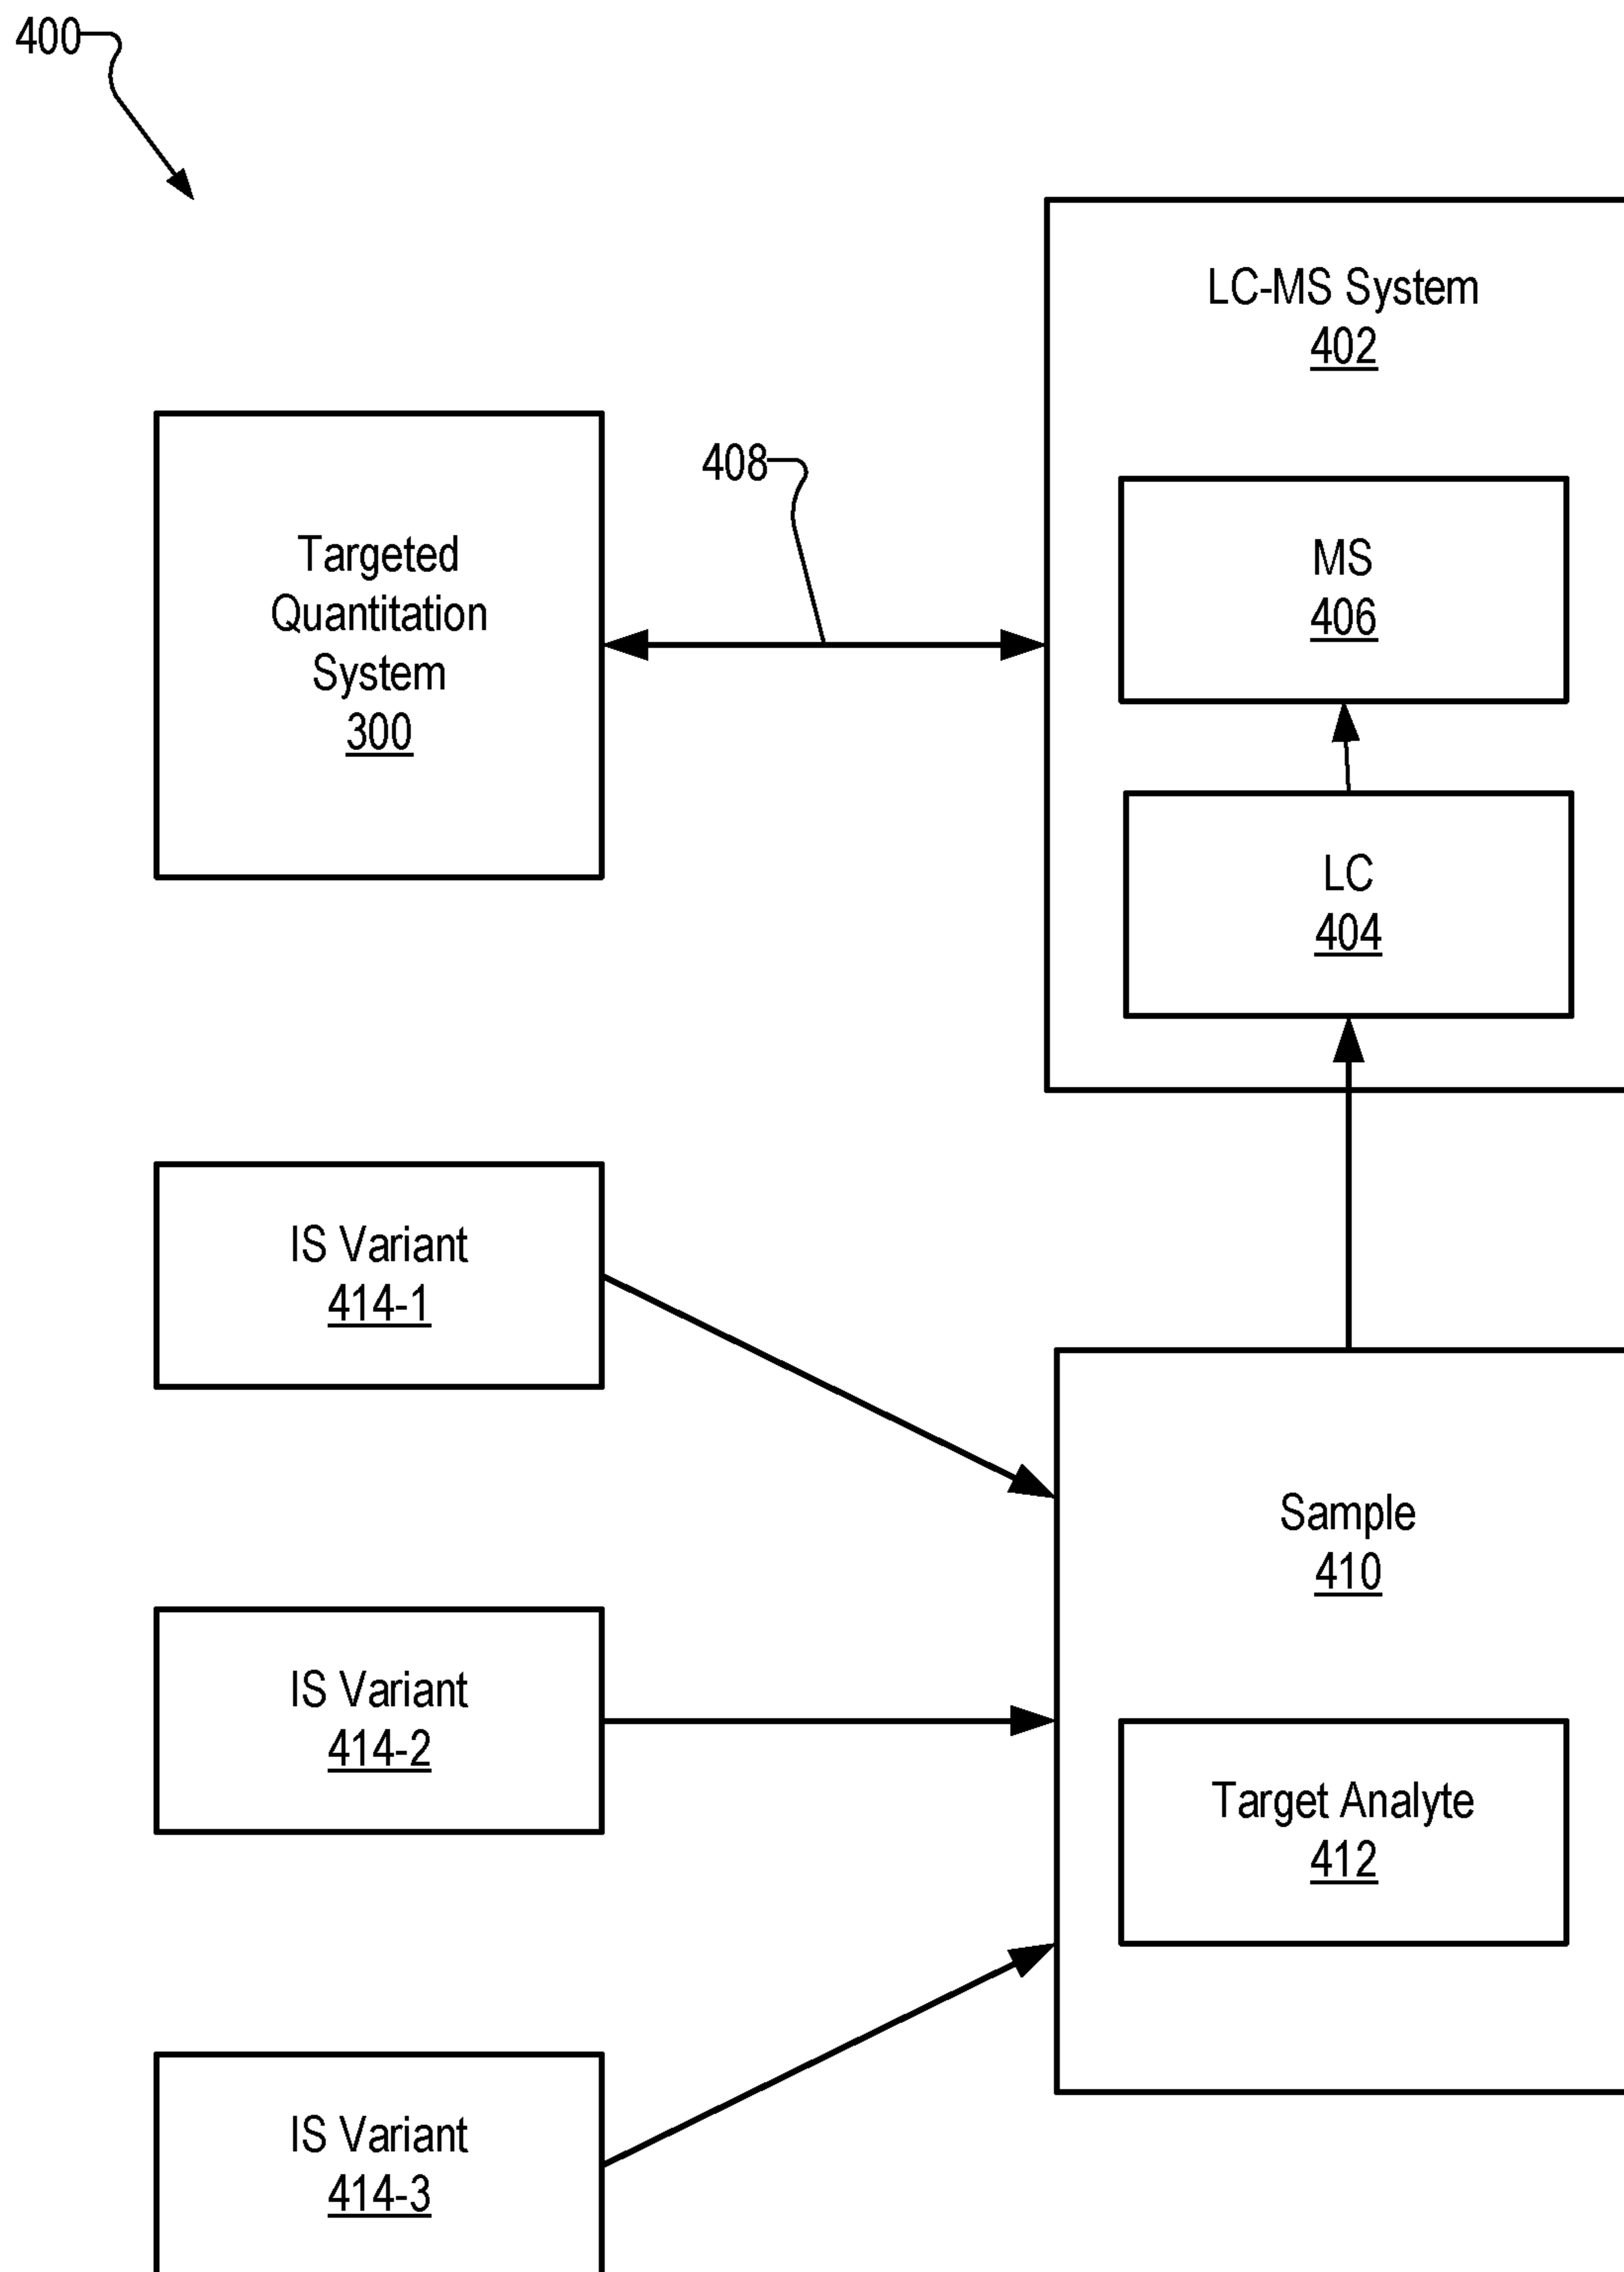 400
LC-MS System
402
408
MS
406
Targeted
Quantitation
System
300
LC
404
IS Variant
414-1
Sample
410
IS Variant
414-2
Target Analyte
412
IS Variant
414-3